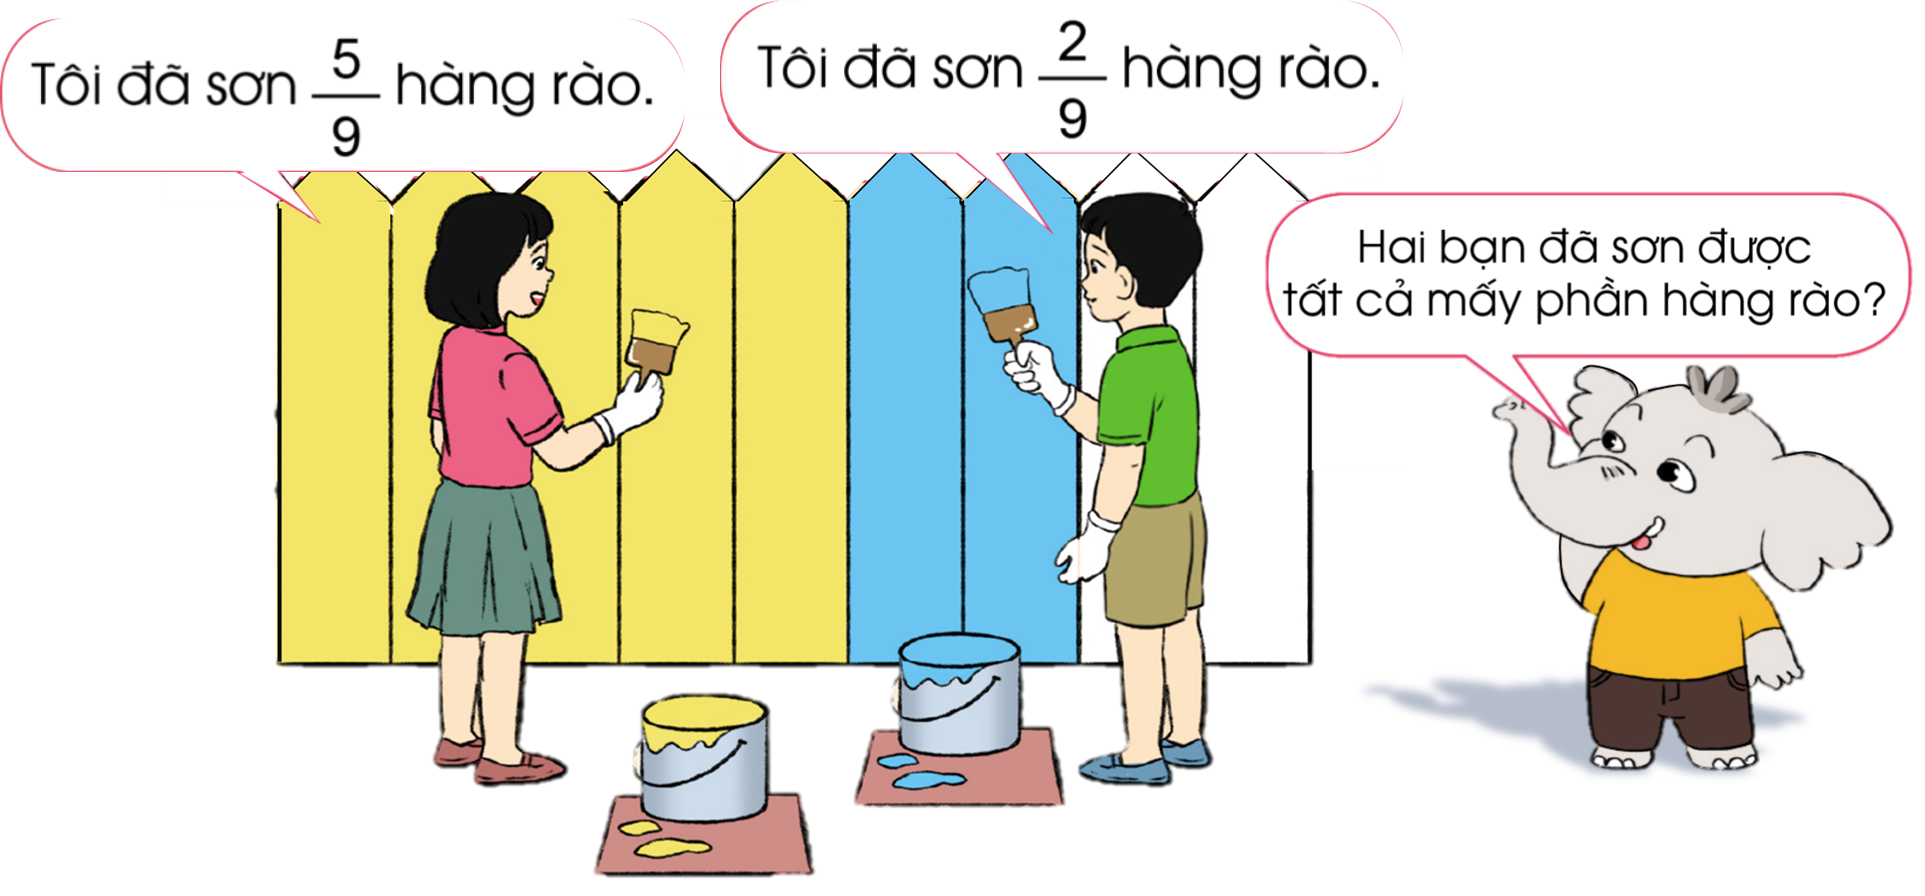 Tôi đã sơn 5/9 hàng rào.
Tôi đã sơn 2/9 hàng rào.
Hai bạn đã sơn được
tất cả mấy phần hàng rào?